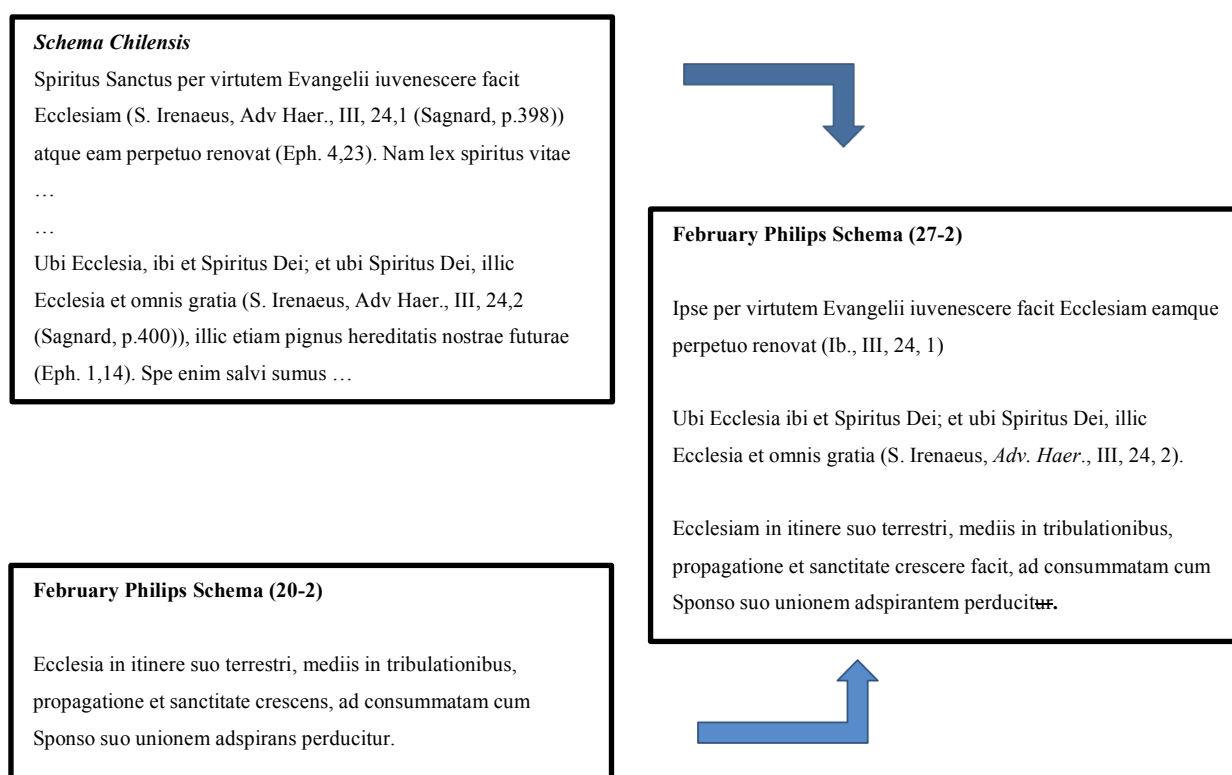 Schema Chilensis
Spiritus Sanctus per virtutem Evangelii iuvenescere facit
Ecclesiam (S. Irenaeus, Adv Haer., III, 24,1 (Sagnard, p.398))
atque eam perpetuo renovat (Eph. 4,23). Nam lex spiritus vitae
…
…
Ubi Ecclesia, ibi et Spiritus Dei; et ubi Spiritus Dei, illic
Ecclesia et omnis gratia (S. Irenaeus, Adv Haer., III, 24,2
(Sagnard, p.400)), illic etiam pignus hereditatis nostrae futurae
(Eph. 1,14). Spe enim salvi sumus …
February Philips Schema (20-2)
Ecclesia in itinere suo terrestri, mediis in tribulationibus,
propagatione et sanctitate crescens, ad consummatam cum
Sponso suo unionem adspirans perducitur.
February Philips Schema (27-2)
Ipse per virtutem Evangelii iuvenescere facit Ecclesiam eamque
perpetuo renovat (Ib., III, 24, 1)
Ubi Ecclesia ibi et Spiritus Dei; et ubi Spiritus Dei, illic
Ecclesia et omnis gratia (S. Irenaeus, Adv. Haer., III, 24, 2).
Ecclesiam in itinere suo terrestri, mediis in tribulationibus,
propagatione et sanctitate crescere facit, ad consummatam cum
Sponso suo unionem adspirantem perducitur.